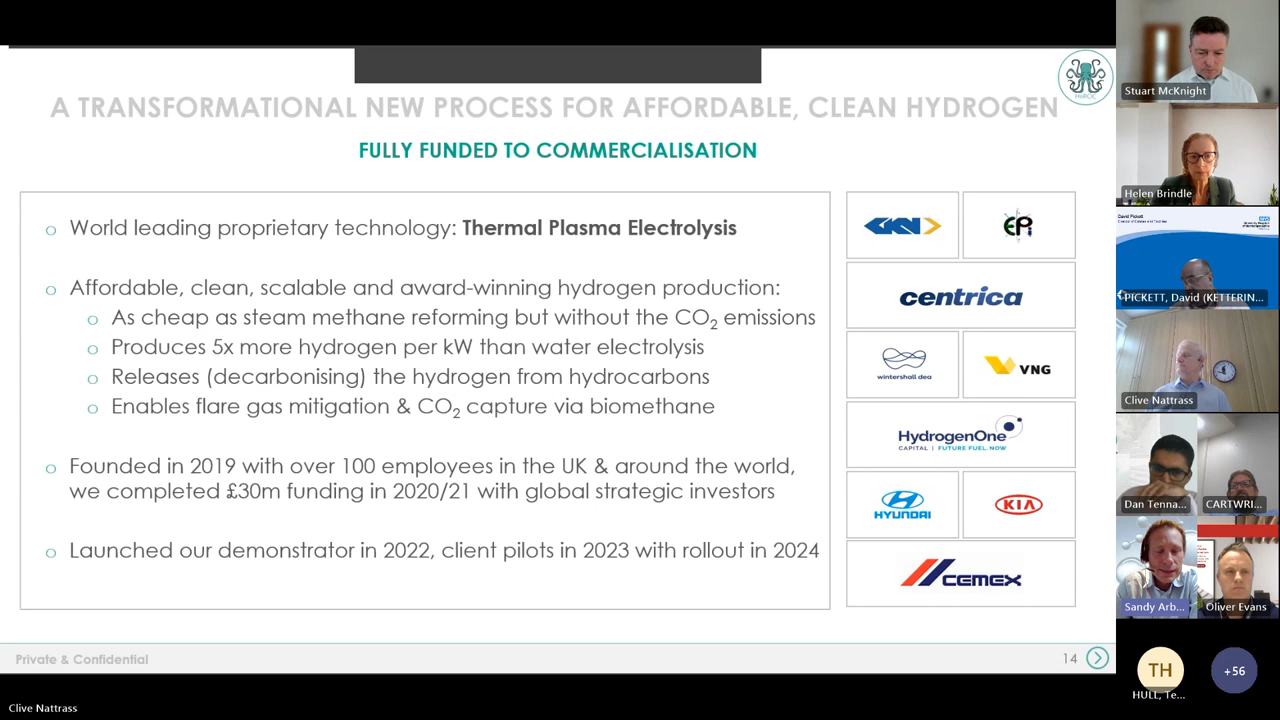 A TRANSFORMATIONAL NEW PROCESS FOR AFFORDABLE, CLEAN HYDROGEN
FULLY FUNDED TO COMMERCIALISATION
o World leading proprietary technology: Thermal Plasma Electrolysis
o Affordable, clean, scalable and award-winning hydrogen production:
o As cheap as steam methane reforming but without the CO2 emissions
o Produces 5x more hydrogen per kW than water electrolysis
o Releases (decarbonising) the hydrogen from hydrocarbons
o Enables flare gas mitigation & CO2 capture via biomethane
o Founded in 2019 with over 100 employees in the UK & around the world,
we completed £30m funding in 2020/21 with global strategic investors
o Launched our demonstrator in 2022, client pilots in 2023 with rollout in 2024
GKN
EPi
centrica
wintershall dea
VNG
HydrogenOne
CAPITAL | FUTURE FUEL. NOW
HYUNDAI
KIA
CEMEX
Private & Confidential
14
Clive Nattrass
Stuart McKnight
Helen Brindle
David Pickett
NHS
PICKETT, David (KETTERIN...
Clive Nattrass
Dan Tenna...
CARTWRI...
Sandy Arb...
Oliver Evans
TH
+56
HULL, Te...